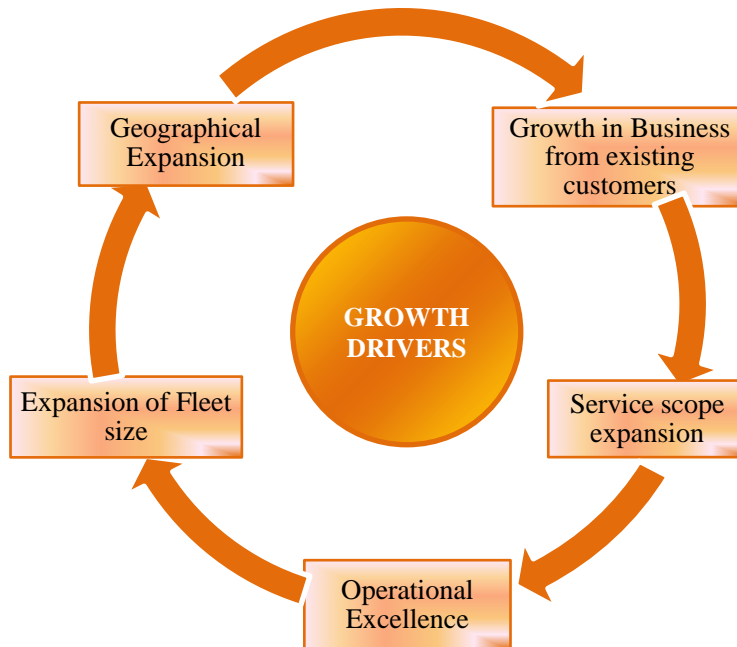 Geographical
Expansion
Growth in Business
from existing
customers
GROWTH
DRIVERS
Expansion of Fleet
size
Service scope
expansion
Operational
Excellence